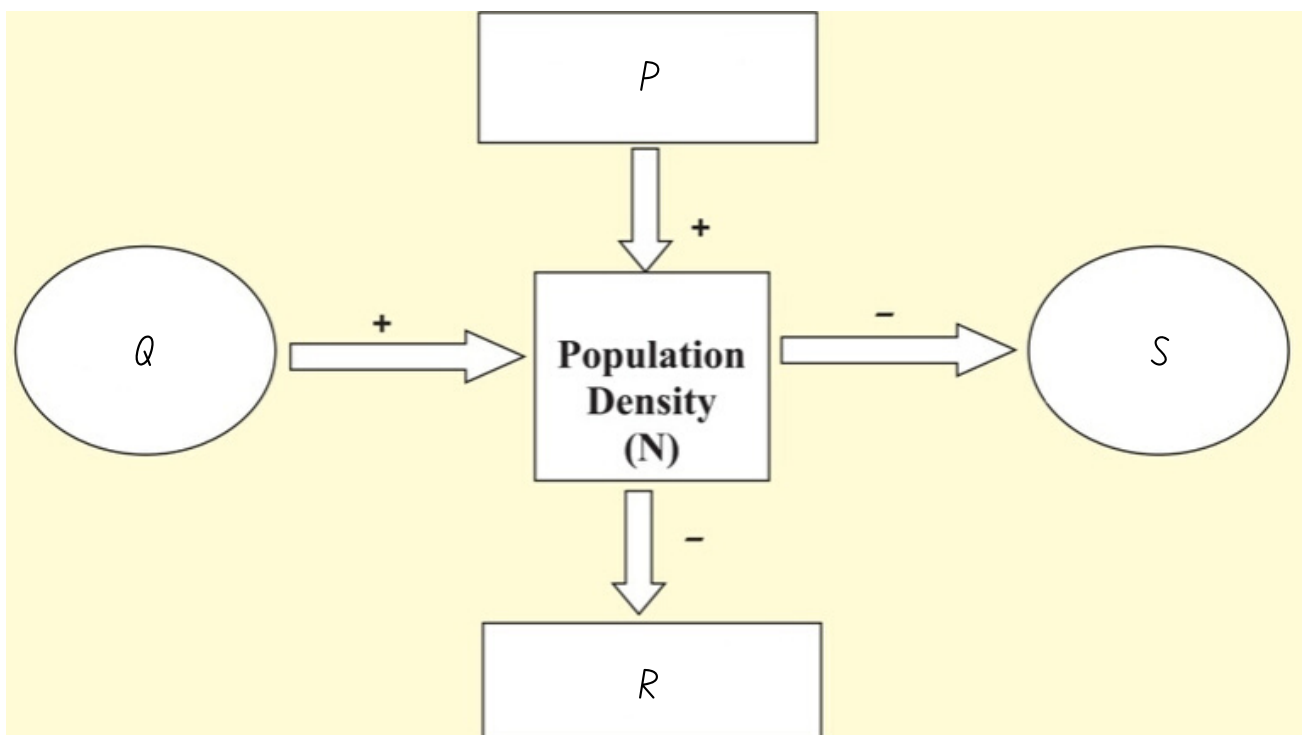 P
+
Q
+
Population
Density
(N)
–
S
–
R